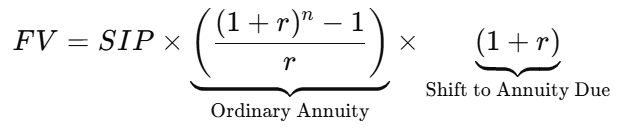 FV = SIP × ( ((1 + r)^n − 1) / r ) × (1 + r)
Ordinary Annuity
Shift to Annuity Due